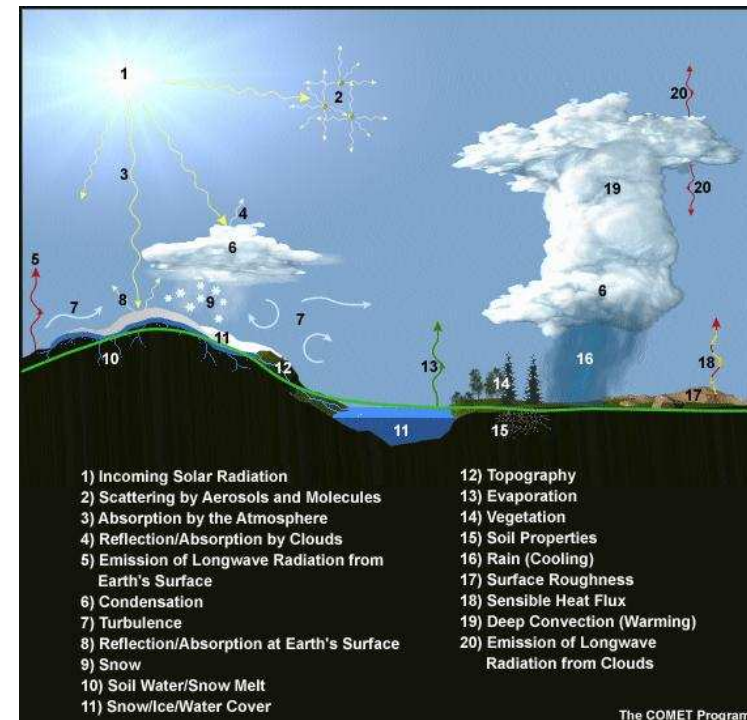 1
2
20
3
19
20
4
6
5
8
9
6
7
7
11
16
10
12
13
14
18
17
11
15
1) Incoming Solar Radiation
2) Scattering by Aerosols and Molecules
3) Absorption by the Atmosphere
4) Reflection/Absorption by Clouds
5) Emission of Longwave Radiation from
Earth's Surface
6) Condensation
7) Turbulence
8) Reflection/Absorption at Earth's Surface
9) Snow
10) Soil Water/Snow Melt
11) Snow/Ice/Water Cover
12) Topography
13) Evaporation
14) Vegetation
15) Soil Properties
16) Rain (Cooling)
17) Surface Roughness
18) Sensible Heat Flux
19) Deep Convection (Warming)
20) Emission of Longwave
Radiation from Clouds
The COMET Program